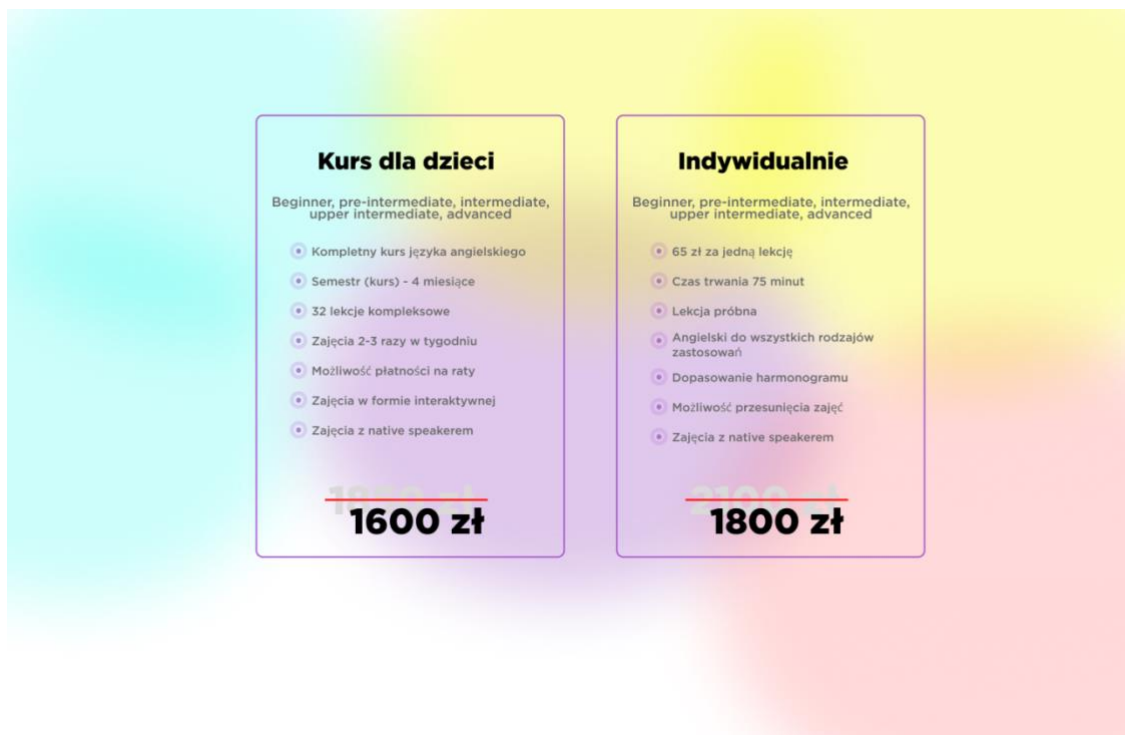 Kurs dla dzieci
Beginner, pre-intermediate, intermediate,
upper intermediate, advanced
Kompletny kurs języka angielskiego
Semestr (kurs) - 4 miesiące
32 lekcje kompleksowe
Zajęcia 2-3 razy w tygodniu
Możliwość płatności na raty
Zajęcia w formie interaktywnej
Zajęcia z native speakerem
1600 zł
Indywidualnie
Beginner, pre-intermediate, intermediate,
upper intermediate, advanced
65 zł za jedną lekcję
Czas trwania 75 minut
Lekcja próbna
Angielski do wszystkich rodzajów
zastosowań
Dopasowanie harmonogramu
Możliwość przesunięcia zajęć
Zajęcia z native speakerem
2100 zł
1800 zł